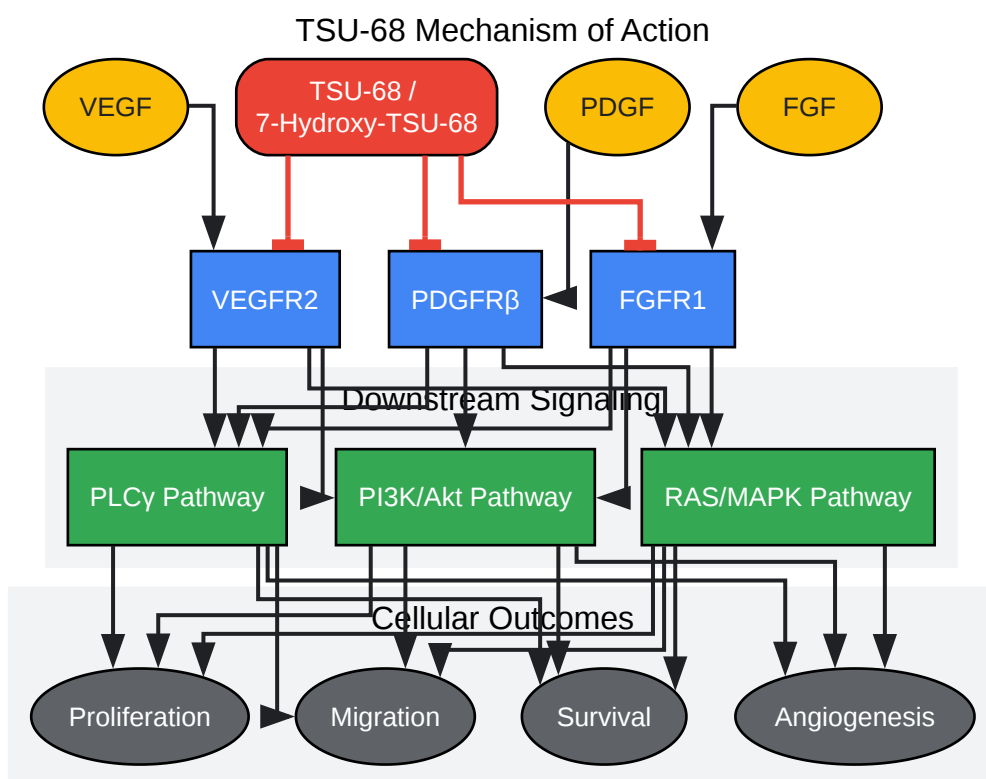 TSU-68 Mechanism of Action
VEGF
TSU-68 /
7-Hydroxy-TSU-68
PDGF
FGF
VEGFR2
PDGFRβ
FGFR1
Downstream Signaling
PLCγ Pathway
PI3K/Akt Pathway
RAS/MAPK Pathway
Cellular Outcomes
Proliferation
Migration
Survival
Angiogenesis